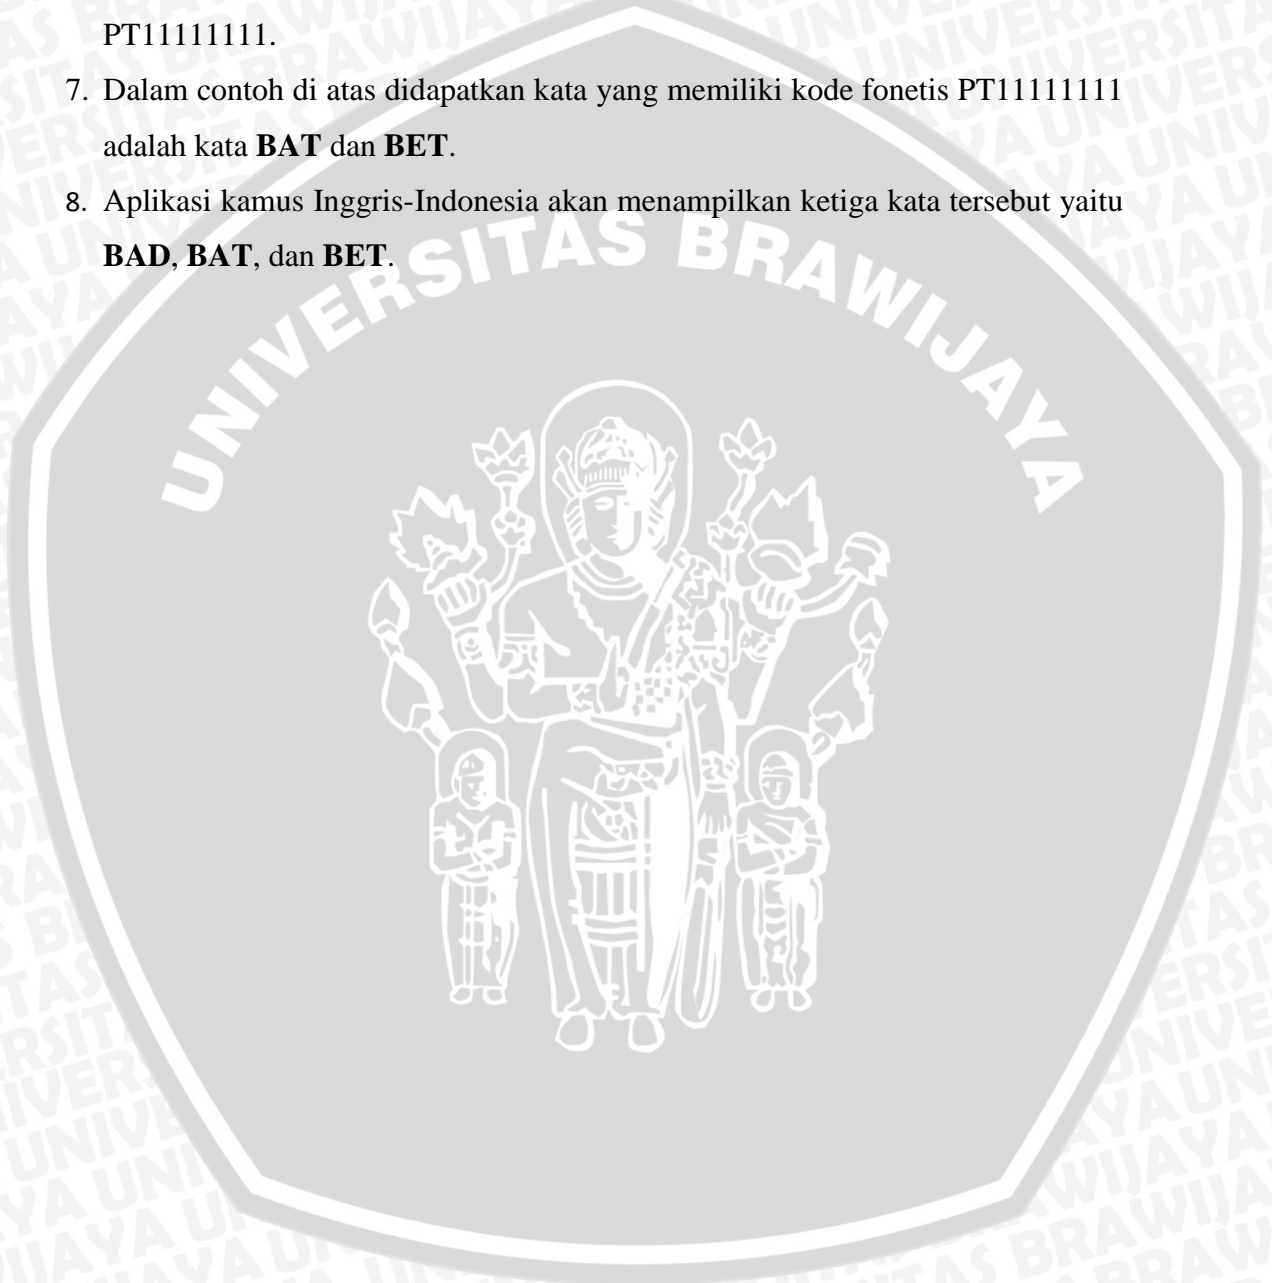 PT11111111.
7. Dalam contoh di atas didapatkan kata yang memiliki kode fonetis PT11111111
adalah kata BAT dan BET.
8. Aplikasi kamus Inggris-Indonesia akan menampilkan ketiga kata tersebut yaitu
BAD, BAT, dan BET.
UNIVERSITAS BRAWIJAYA